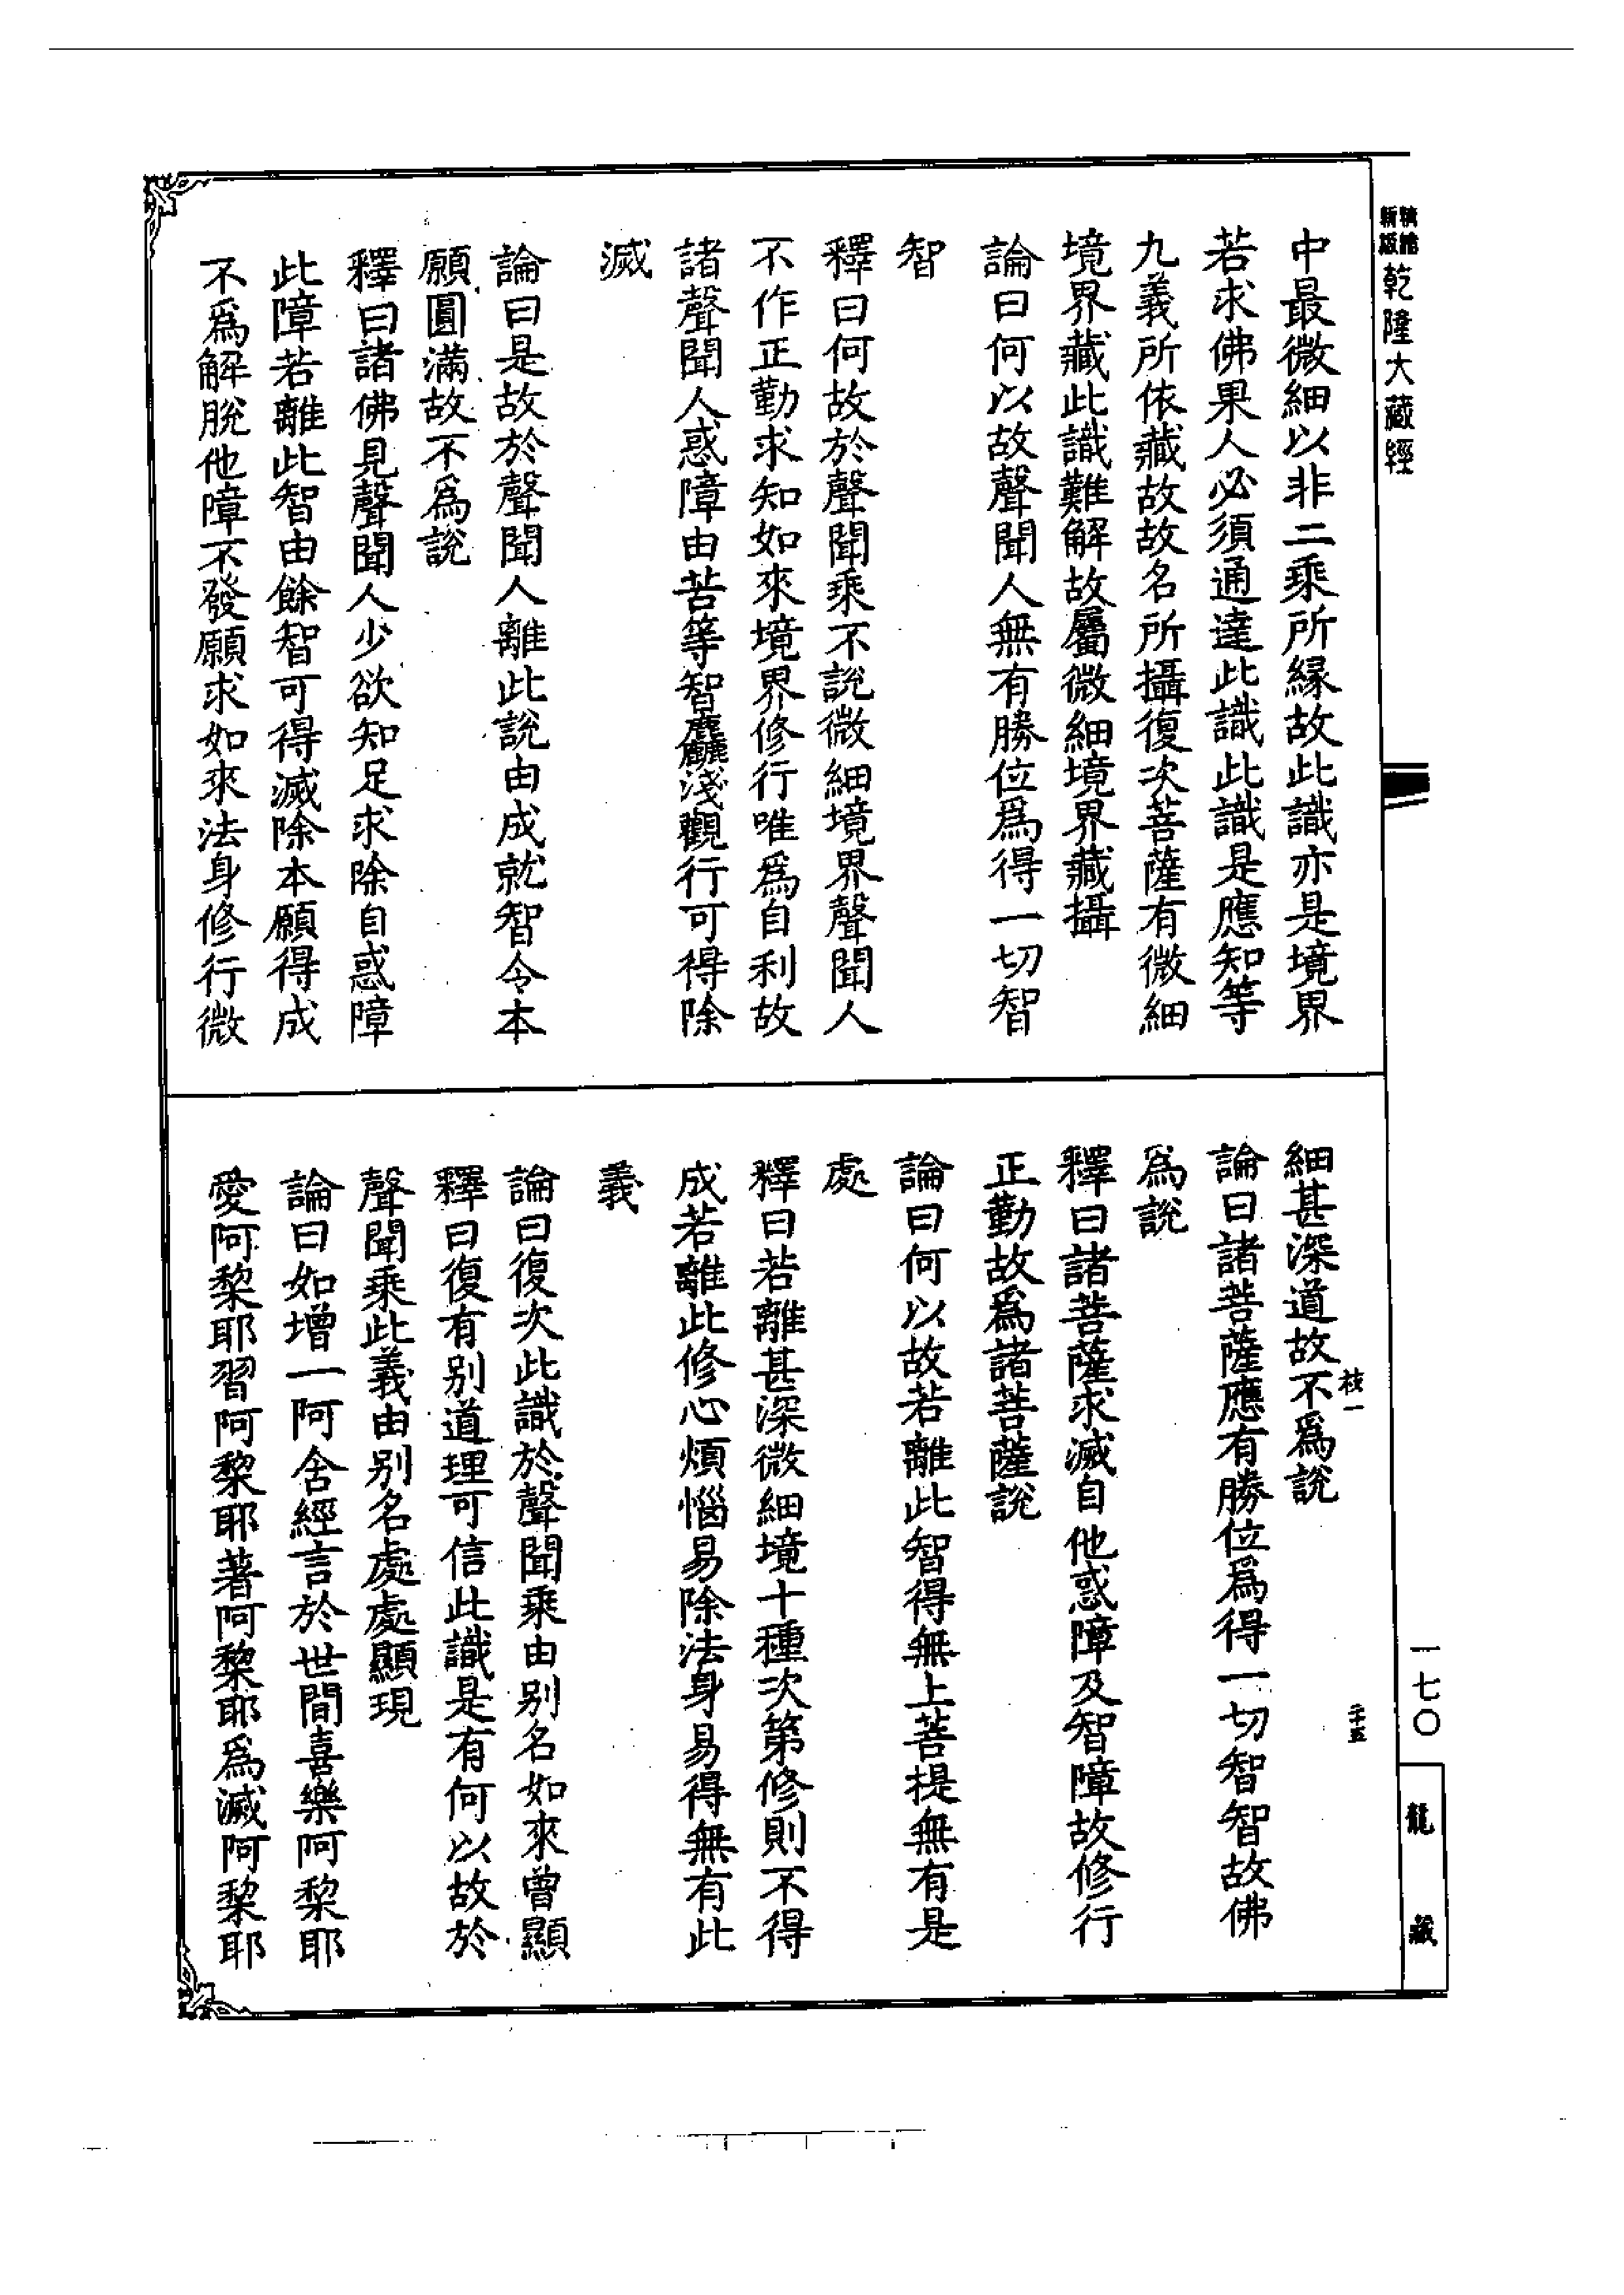 新編
縮版
乾隆大藏經
中最微細以非二乘所緣故此識亦是境界
若求佛果人必須通達此識此識是應知等
九義所依藏故故名所攝復次菩薩有微細
境界藏此識難解故屬微細境界藏攝
論曰何以故聲聞人無有勝位爲得一切智
智
釋曰何故於聲聞乘不說微細境界聲聞人
不作正勤求知如來境界修行唯爲自利故
諸聲聞人惑障由苦等智麤淺觀行可得除
滅
論曰是故於聲聞人離此說由成就智令本
願圓滿故不爲說
釋曰諸佛見聲聞人少欲知足求除自惑障
此障若離此智由餘智可得滅除本願得成
不爲解脫他障不發願求如來法身修行微
細甚深道故不爲說
論曰諸菩薩應有勝位爲得一切智智故佛
爲說
釋曰諸菩薩求滅自他惑障及智障故修行
正勤故爲諸菩薩說
論曰何以故若離此智得無上菩提無有是
處
釋曰若離甚深微細境十種次第修則不得
成若離此修心煩惱易除法身易得無有此
義
論曰復次此識於聲聞乘由別名如來曾顯
釋曰復有別道理可信此識是有何以故於
聲聞乘此義由別名處處顯現
論曰如增一阿含經言於世間喜樂阿黎耶
愛阿黎耶習阿黎耶著阿黎耶爲滅阿黎耶
枝一
二十五
一七〇
龍藏